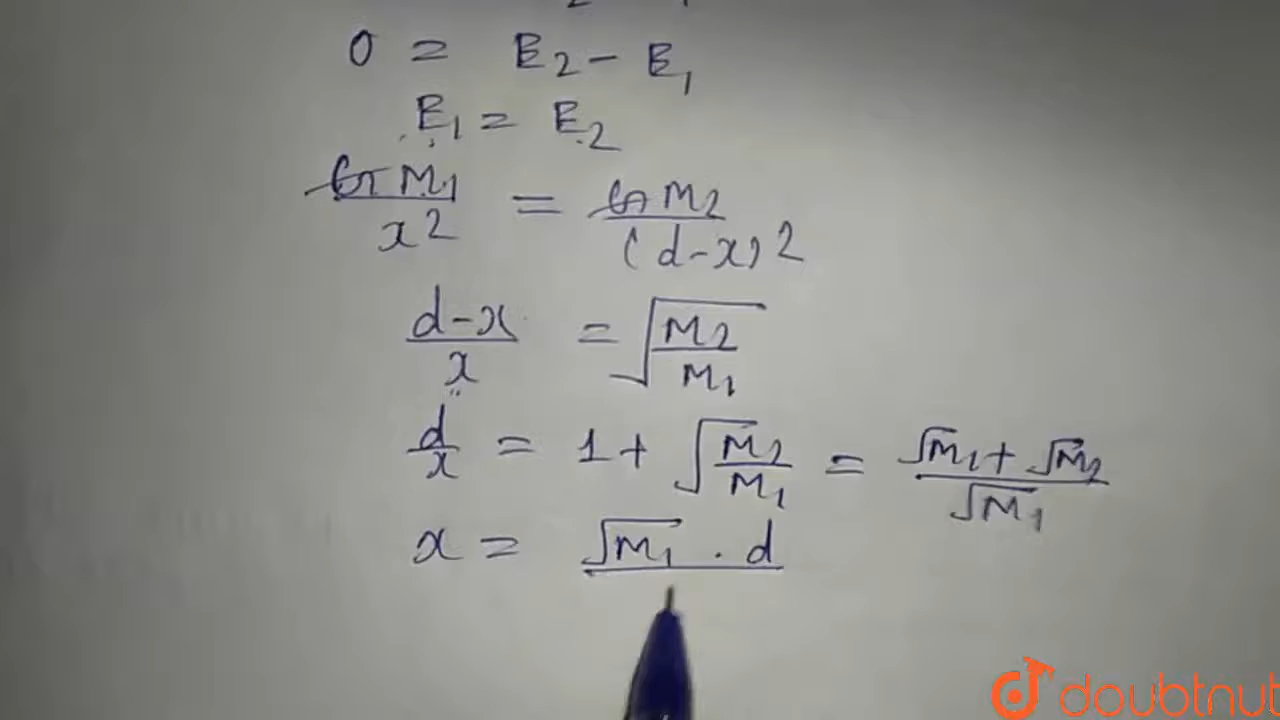 0 = E2 - E1
E1 = E2
GM1/x² = GM2/(d-x)²
d-x/x = √M2/M1
d/x = 1 + √M2/M1 = √M1 + √M2/√M1
x = √M1 . d
doubtnut